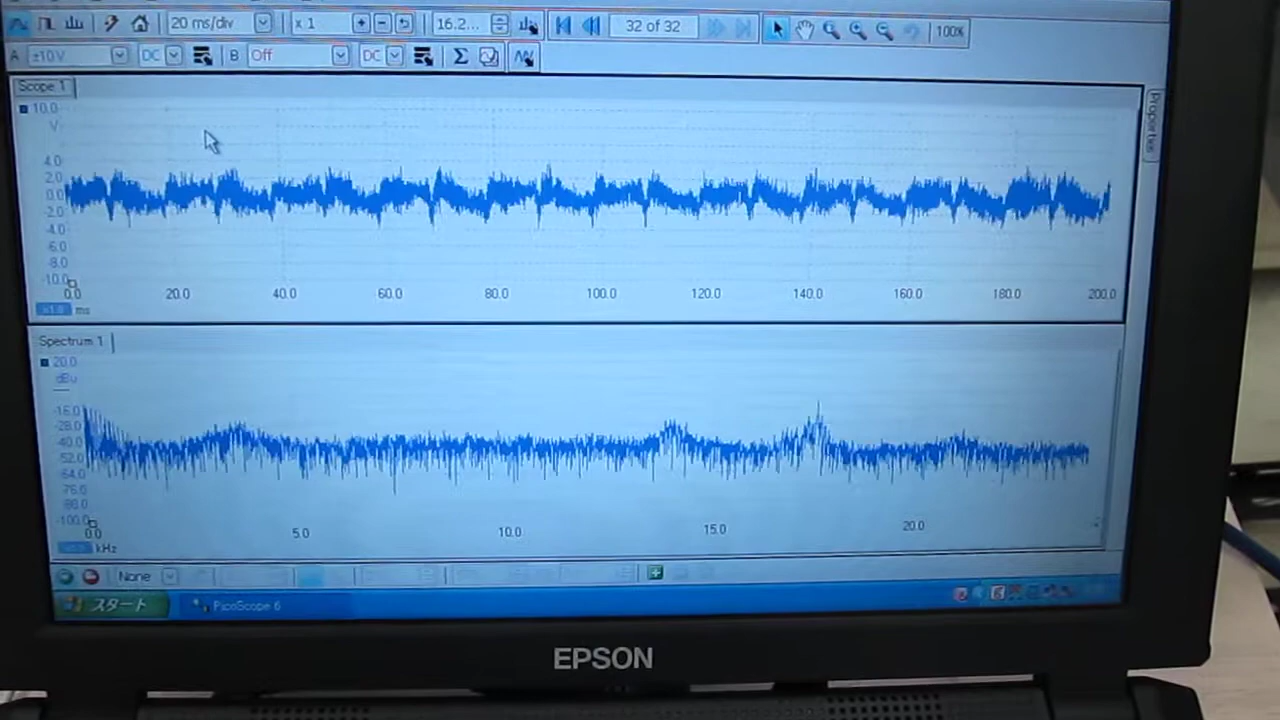 20 ms/div x 1 16.2... 32 of 32 100%
A ±10V DC B Off DC Σ
Scope 1
Properties
10.0
V
4.0
2.0
0.0
-2.0
-4.0
-6.0
-8.0
-10.0
0.0 20.0 40.0 60.0 80.0 100.0 120.0 140.0 160.0 180.0 200.0
x1.0 ms
Spectrum 1
20.0
dBu
-16.0
-28.0
-40.0
-52.0
-64.0
-76.0
-88.0
-100.0
0.0 5.0 10.0 15.0 20.0
kHz
None
スタート PicoScope 6
EPSON